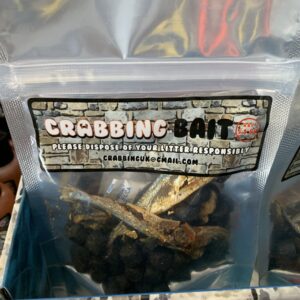 CRABBING BAIT
PLEASE DISPOSE OF YOUR LITTER RESPONSIBLY
CRABBINGUK@GMAIL.COM